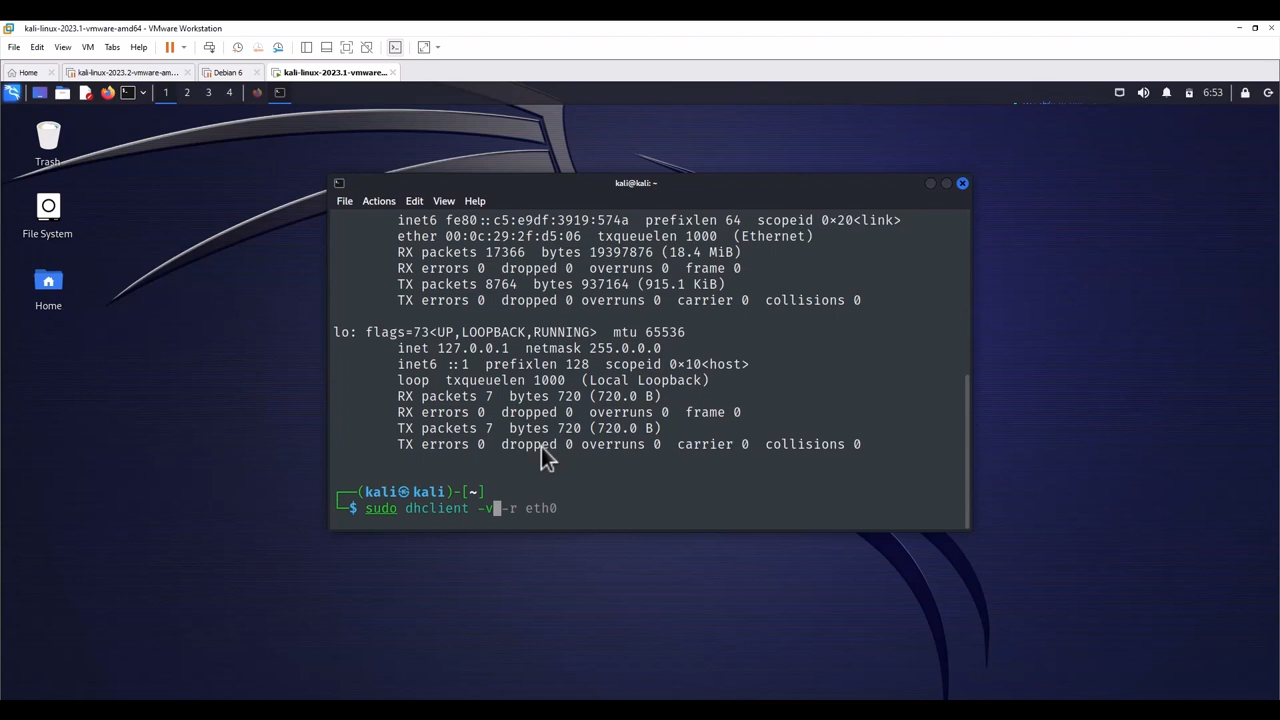 kali-linux-2023.1-vmware-amd64 - VMware Workstation
File Edit View VM Tabs Help
Home kali-linux-2023.2-vmware-am... Debian 6 kali-linux-2023.1-vmware...
1 2 3 4 6:53
Trash
File System
Home
kali@kali: ~
File Actions Edit View Help
inet6 fe80::c5:e9df:3919:574a prefixlen 64 scopeid 0×20<link>
ether 00:0c:29:2f:d5:06 txqueuelen 1000 (Ethernet)
RX packets 17366 bytes 19397876 (18.4 MiB)
RX errors 0 dropped 0 overruns 0 frame 0
TX packets 8764 bytes 937164 (915.1 KiB)
TX errors 0 dropped 0 overruns 0 carrier 0 collisions 0
lo: flags=73<UP,LOOPBACK,RUNNING> mtu 65536
inet 127.0.0.1 netmask 255.0.0.0
inet6 ::1 prefixlen 128 scopeid 0×10<host>
loop txqueuelen 1000 (Local Loopback)
RX packets 7 bytes 720 (720.0 B)
RX errors 0 dropped 0 overruns 0 frame 0
TX packets 7 bytes 720 (720.0 B)
TX errors 0 dropped 0 overruns 0 carrier 0 collisions 0
┌──(kali㉿kali)-[~]
└─$ sudo dhclient -v -r eth0